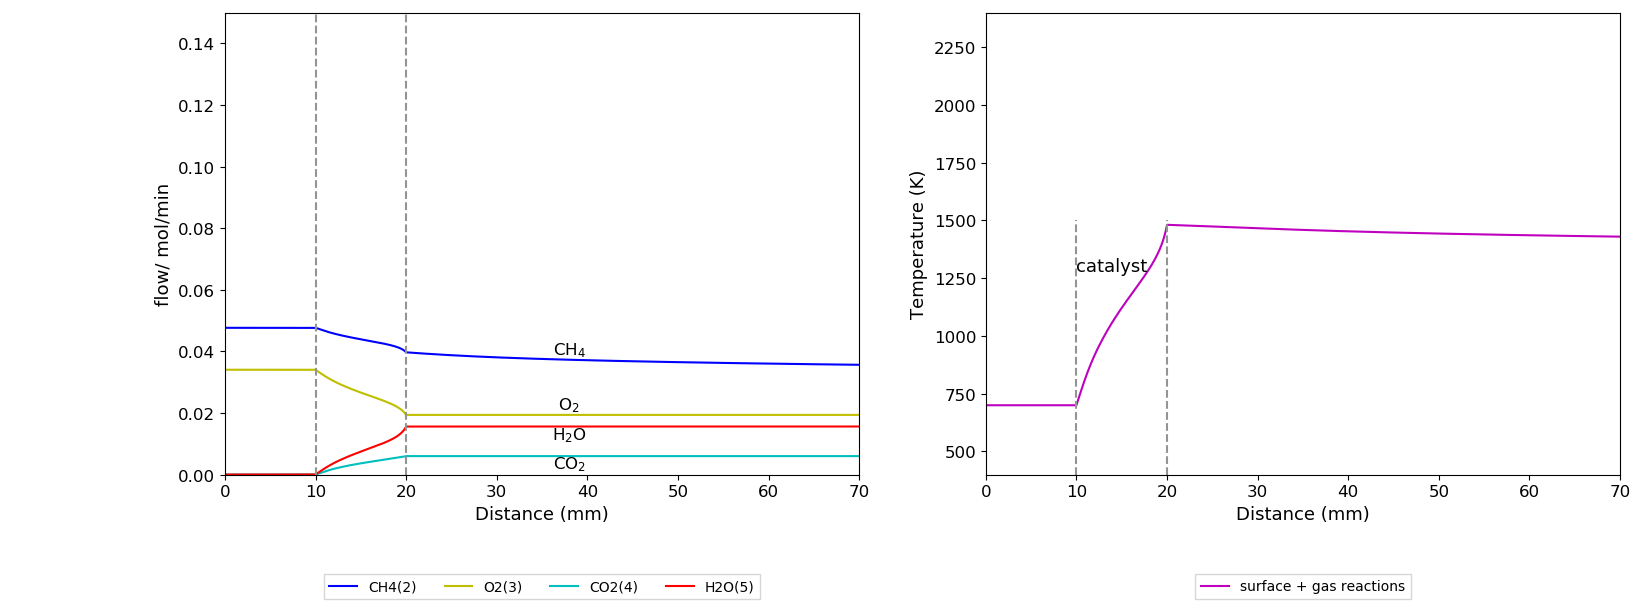 0.14
0.12
0.10
0.08
0.06
0.04
0.02
0.00
flow/ mol/min
CH₄
O₂
H₂O
CO₂
0 10 20 30 40 50 60 70
Distance (mm)
CH4(2) O2(3) CO2(4) H2O(5)
2250
2000
1750
1500
1250
1000
750
500
Temperature (K)
catalyst
0 10 20 30 40 50 60 70
Distance (mm)
surface + gas reactions